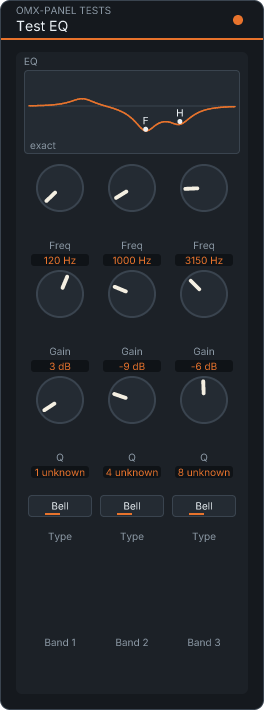 OMX-PANEL TESTS
Test EQ
EQ
F H
exact
Freq Freq Freq
120 Hz 1000 Hz 3150 Hz
Gain Gain Gain
3 dB -9 dB -6 dB
Q Q Q
1 unknown 4 unknown 8 unknown
Bell Bell Bell
Type Type Type
Band 1 Band 2 Band 3